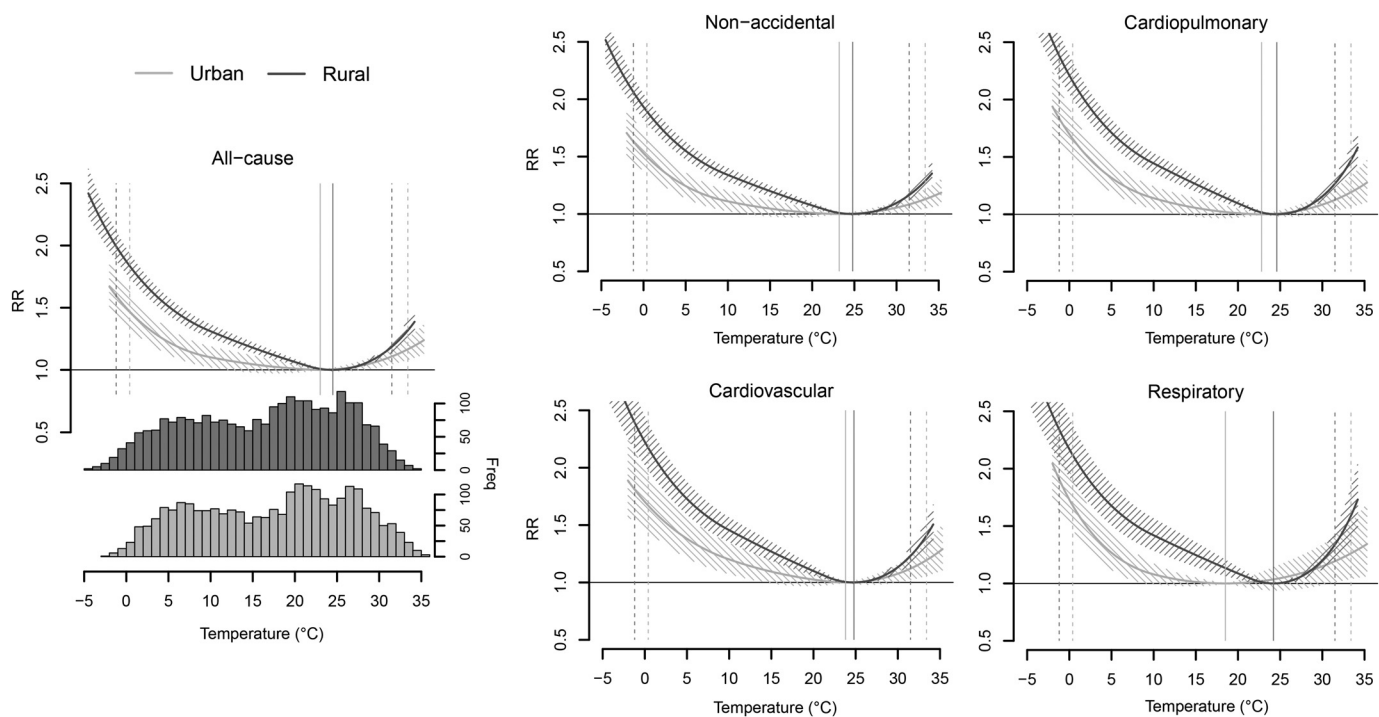 Urban Rural
All−cause
2.5
2.0
1.5
1.0
0.5
RR
100
50
0
Freq
100
50
0
−5 0 5 10 15 20 25 30 35
Temperature (°C)
Non−accidental
2.5
2.0
1.5
1.0
0.5
RR
−5 0 5 10 15 20 25 30 35
Temperature (°C)
Cardiopulmonary
2.5
2.0
1.5
1.0
0.5
−5 0 5 10 15 20 25 30 35
Temperature (°C)
Cardiovascular
2.5
2.0
1.5
1.0
0.5
RR
−5 0 5 10 15 20 25 30 35
Temperature (°C)
Respiratory
2.5
2.0
1.5
1.0
0.5
−5 0 5 10 15 20 25 30 35
Temperature (°C)